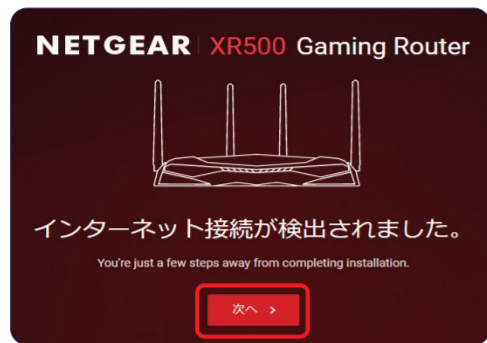 NETGEAR XR500 Gaming Router
インターネット接続が検出されました。
You're just a few steps away from completing installation.
次へ >